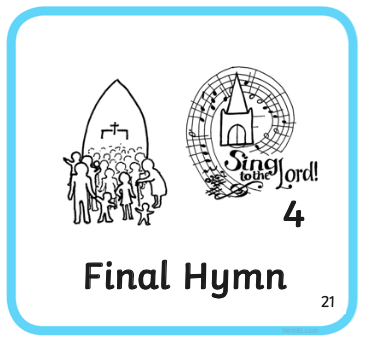 Sing
to the Lord!
4
Final Hymn
21